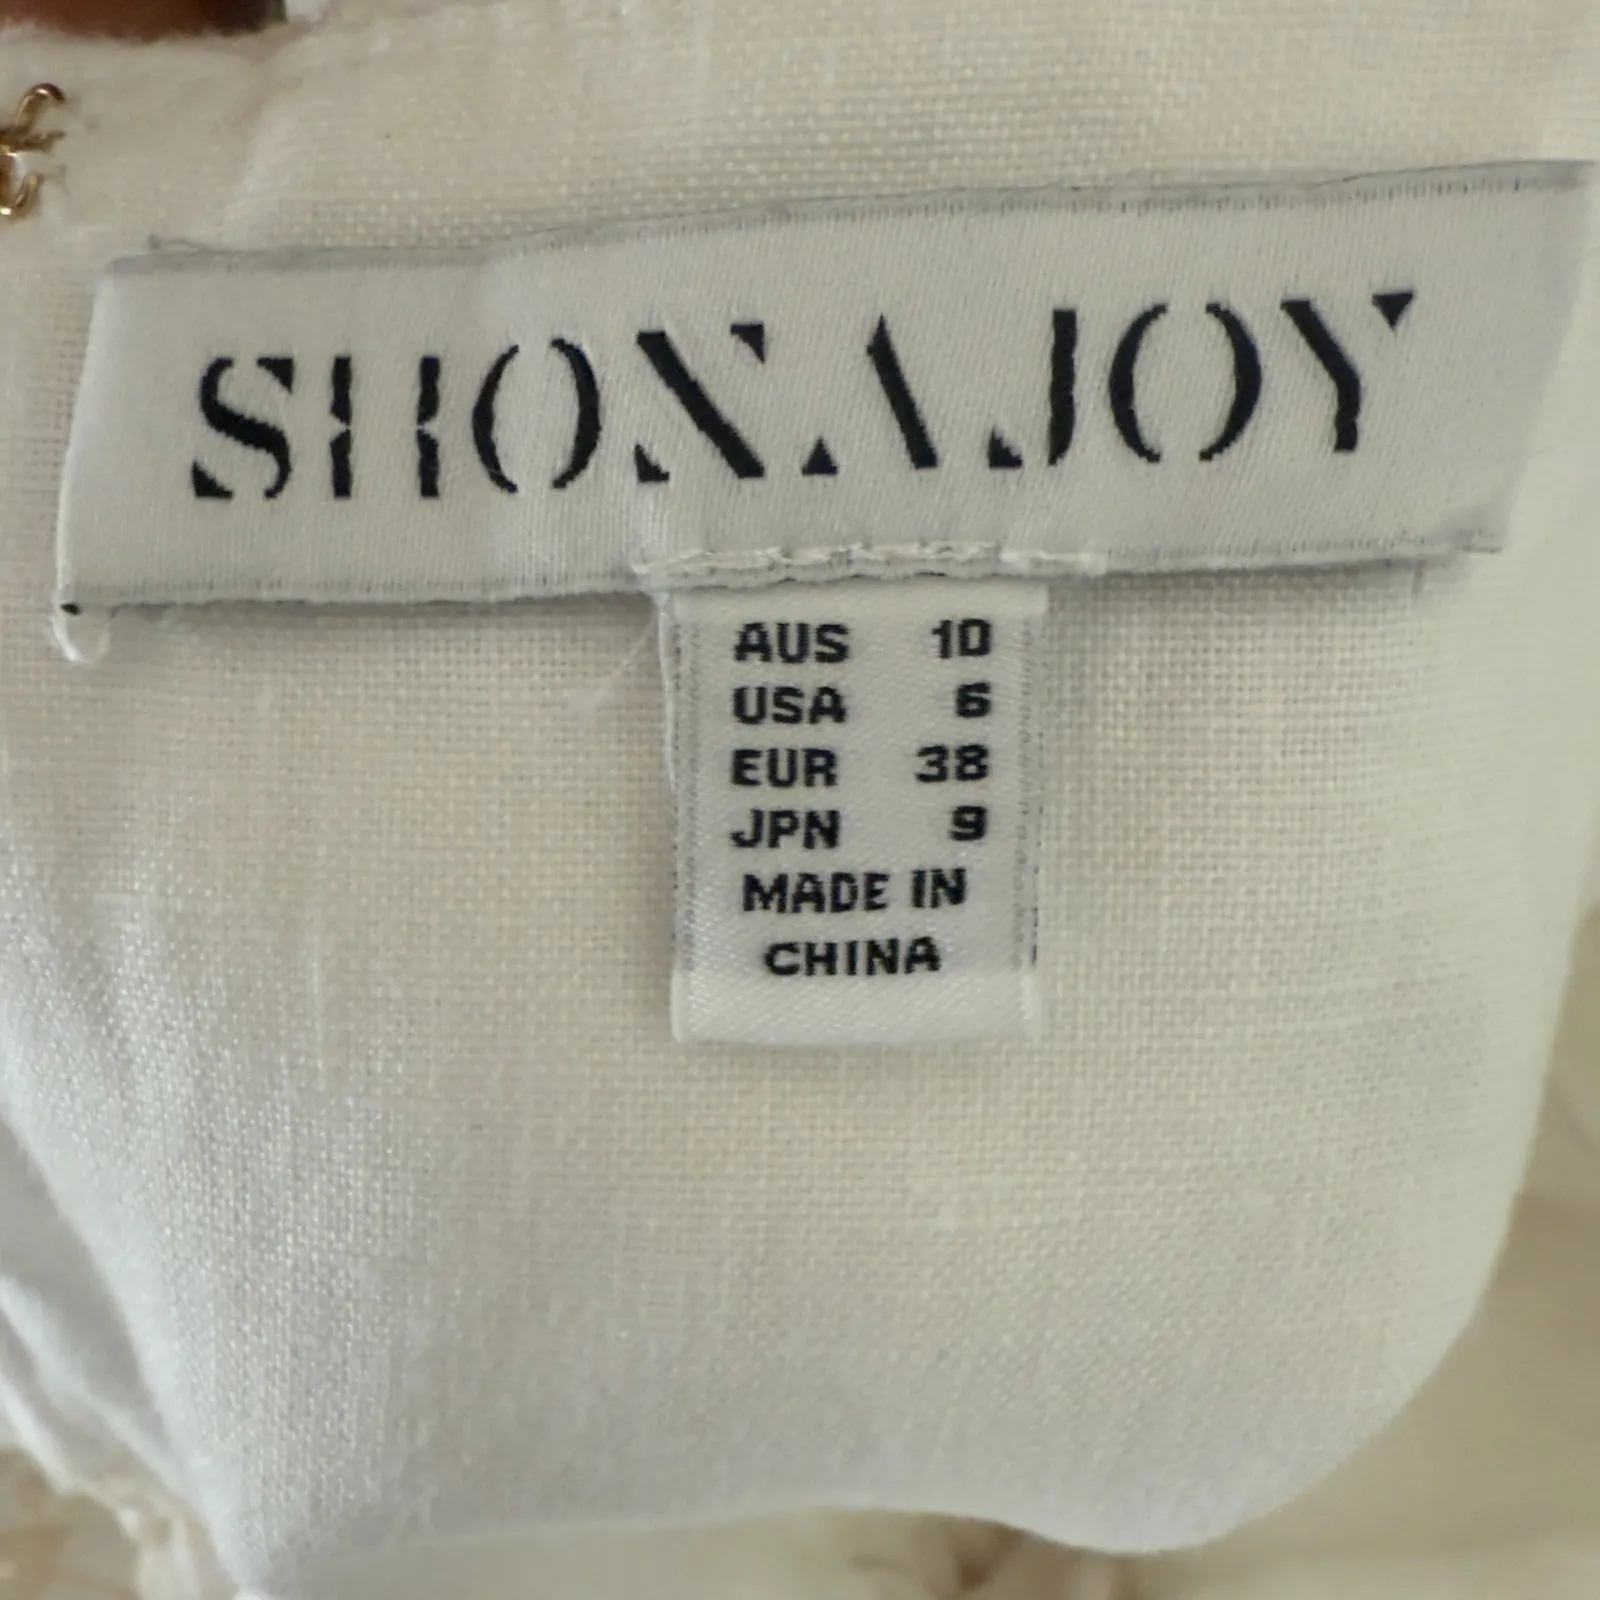 SHONA JOY
AUS 10
USA 6
EUR 38
JPN 9
MADE IN
CHINA